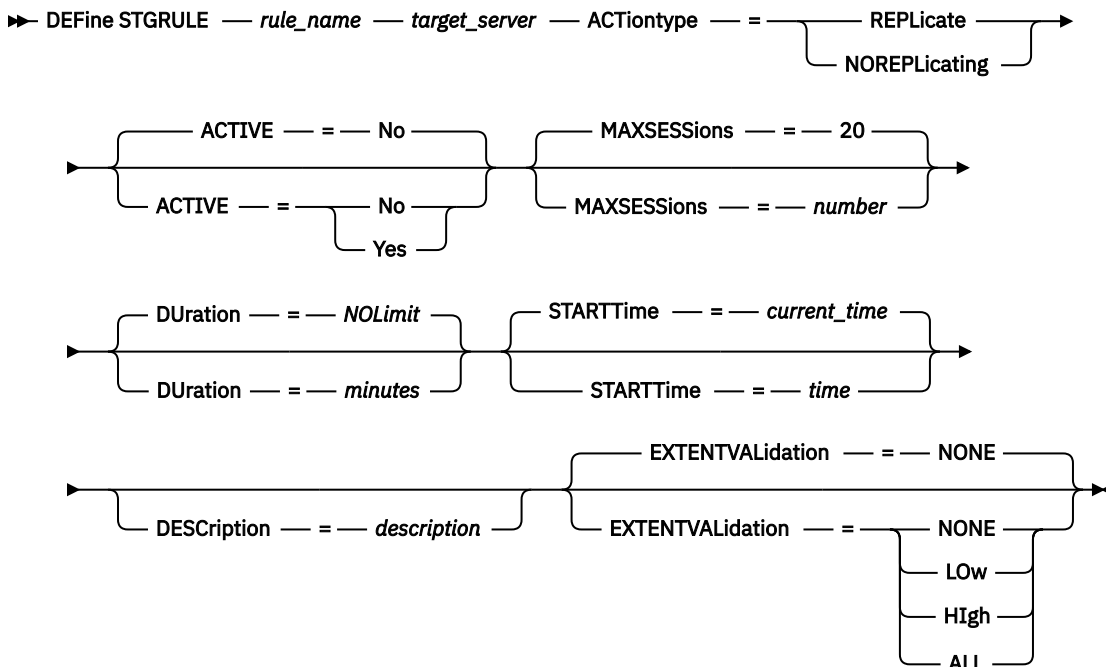 DEFine STGRULE rule_name target_server ACTiontype = REPLicate
NOREPLicating
ACTIVE = No MAXSESSions = 20
ACTIVE = No MAXSESSions = number
Yes
DUration = NOLimit STARTTime = current_time
DUration = minutes STARTTime = time
EXTENTVALidation = NONE
DESCription = description EXTENTVALidation = NONE
LOw
HIgh
ALL